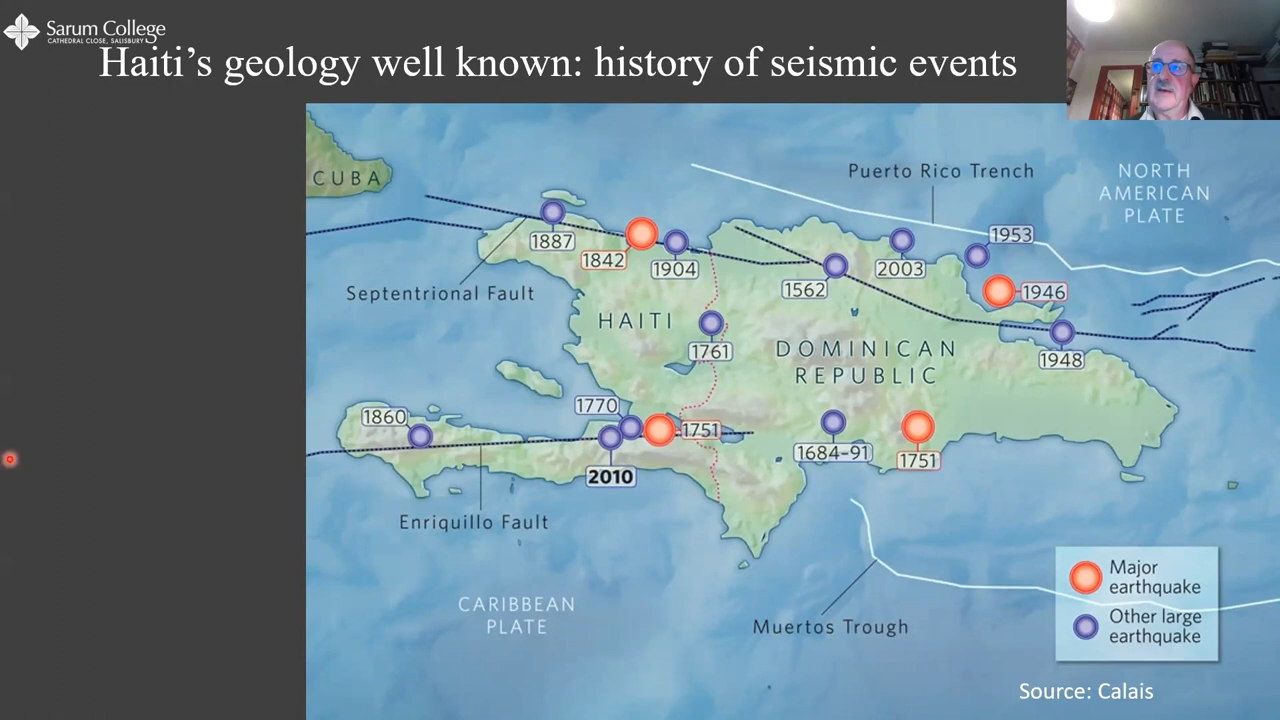 Sarum College
CATHEDRAL CLOSE, SALISBURY
Haiti's geology well known: history of seismic events
CUBA
Puerto Rico Trench
NORTH
AMERICAN
PLATE
1887
1842
1904
2003
1953
Septentrional Fault
1562
1946
HAITI
1761
DOMINICAN
REPUBLIC
1948
1860
1770
1751
1684–91
1751
2010
Enriquillo Fault
CARIBBEAN
PLATE
Muertos Trough
Major
earthquake
Other large
earthquake
Source: Calais